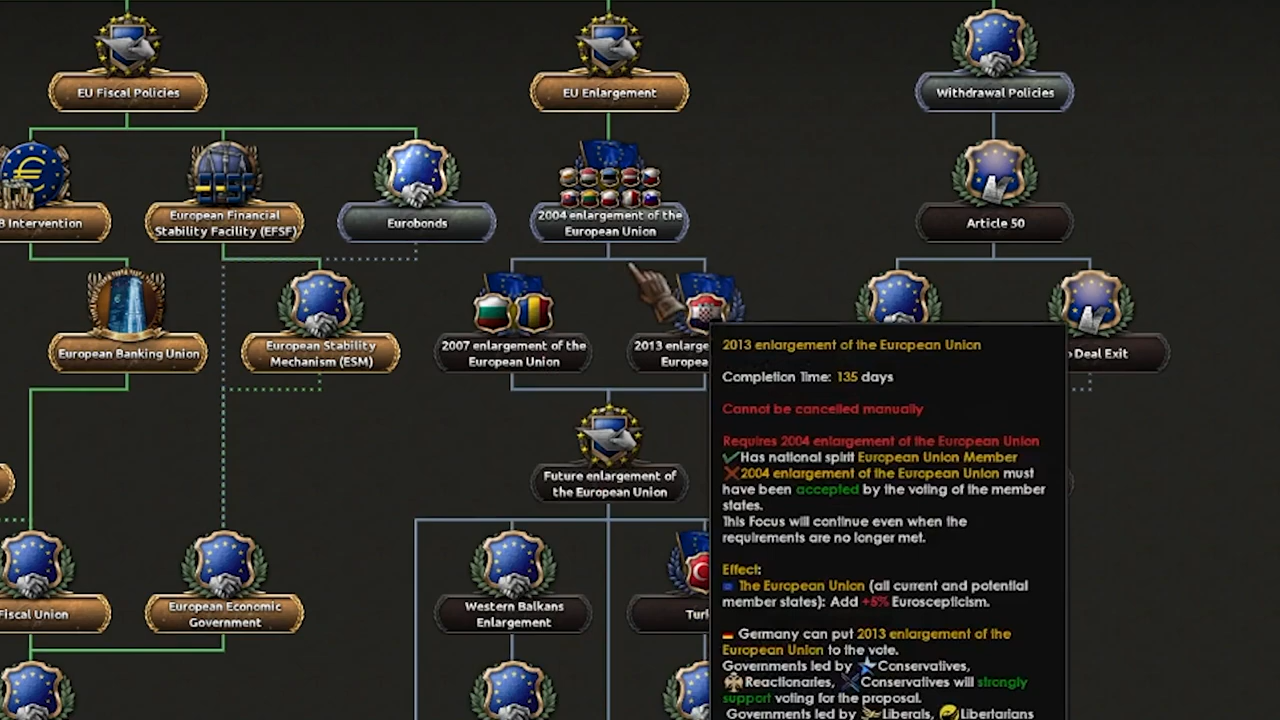 EU Fiscal Policies
EU Enlargement
Withdrawal Policies
B Intervention
European Financial
Stability Facility (EFSF)
Eurobonds
2004 enlargement of the
European Union
Article 50
European Banking Union
European Stability
Mechanism (ESM)
2007 enlargement of the
European Union
2013 enlarge
Europea
Deal Exit
2013 enlargement of the European Union
Completion Time: 135 days
Cannot be cancelled manually
Requires 2004 enlargement of the European Union
Has national spirit European Union Member
2004 enlargement of the European Union must
have been accepted by the voting of the member
states.
This Focus will continue even when the
requirements are no longer met.
Effect:
The European Union (all current and potential
member states): Add +5% Euroscepticism.
Germany can put 2013 enlargement of the
European Union to the vote.
Governments led by Conservatives,
Reactionaries, Conservatives will strongly
support voting for the proposal.
Governments led by Liberals, Libertarians
Future enlargement of
the European Union
Fiscal Union
European Economic
Government
Western Balkans
Enlargement
Turk